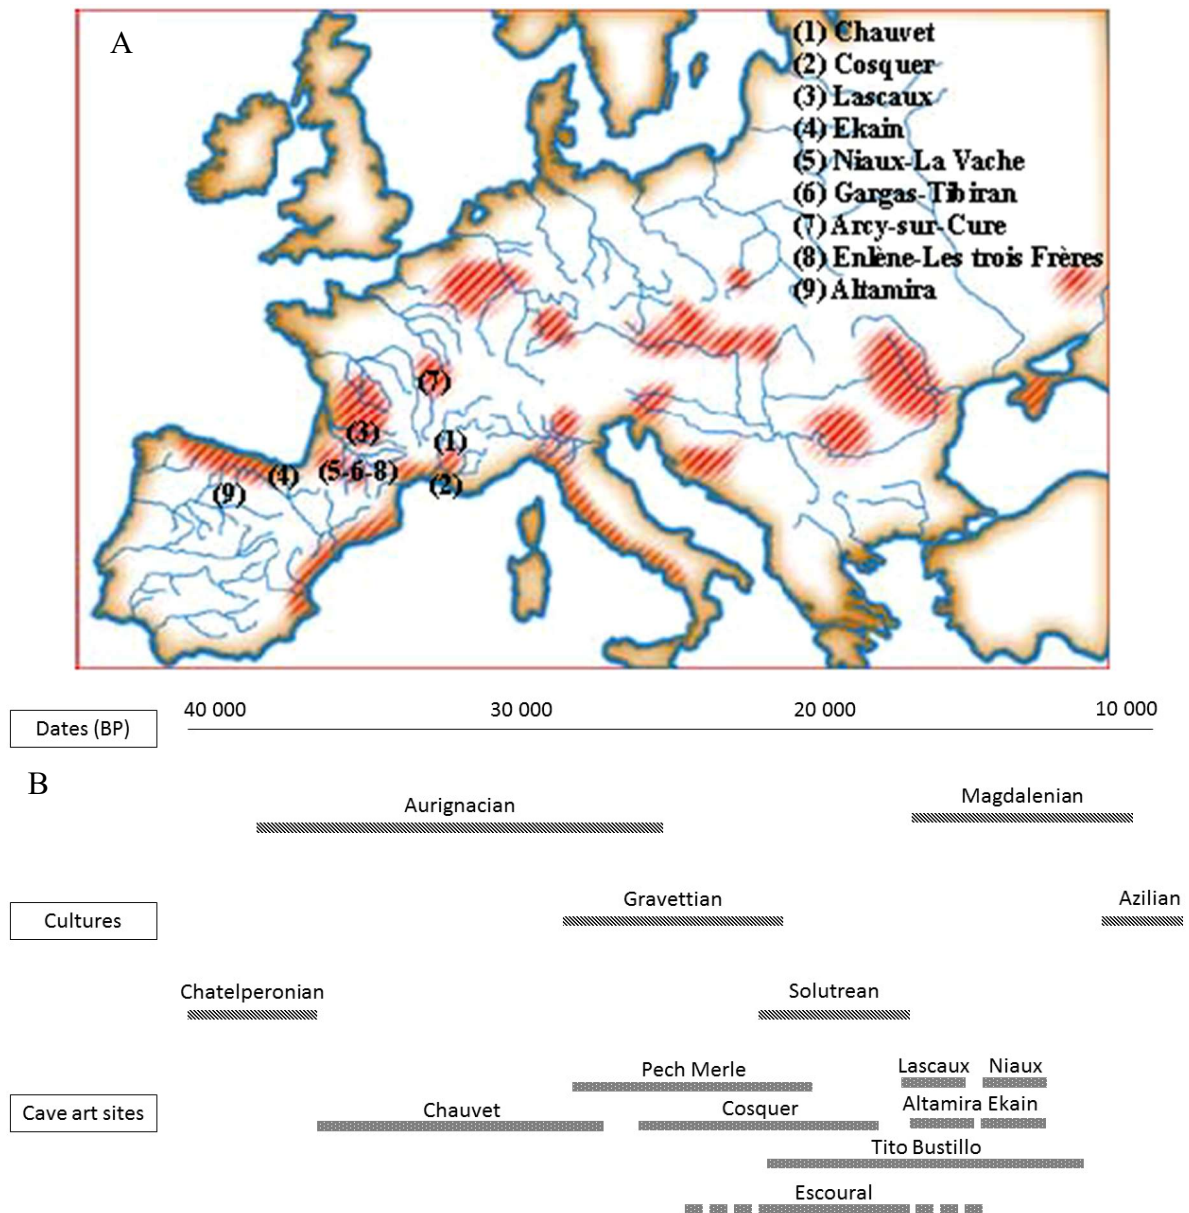 A
(1) Chauvet
(2) Cosquer
(3) Lascaux
(4) Ekain
(5) Niaux-La Vache
(6) Gargas-Tibiran
(7) Arcy-sur-Cure
(8) Enlène-Les trois Frères
(9) Altamira
(7)
(3) (1)
(5-6-8)
(4) (2)
(9)
40 000 30 000 20 000 10 000
Dates (BP)
B
Aurignacian Magdalenian
Gravettian Azilian
Cultures
Chatelperonian Solutrean
Pech Merle Lascaux Niaux
Cave art sites Chauvet Cosquer Altamira Ekain
Tito Bustillo
Escoural